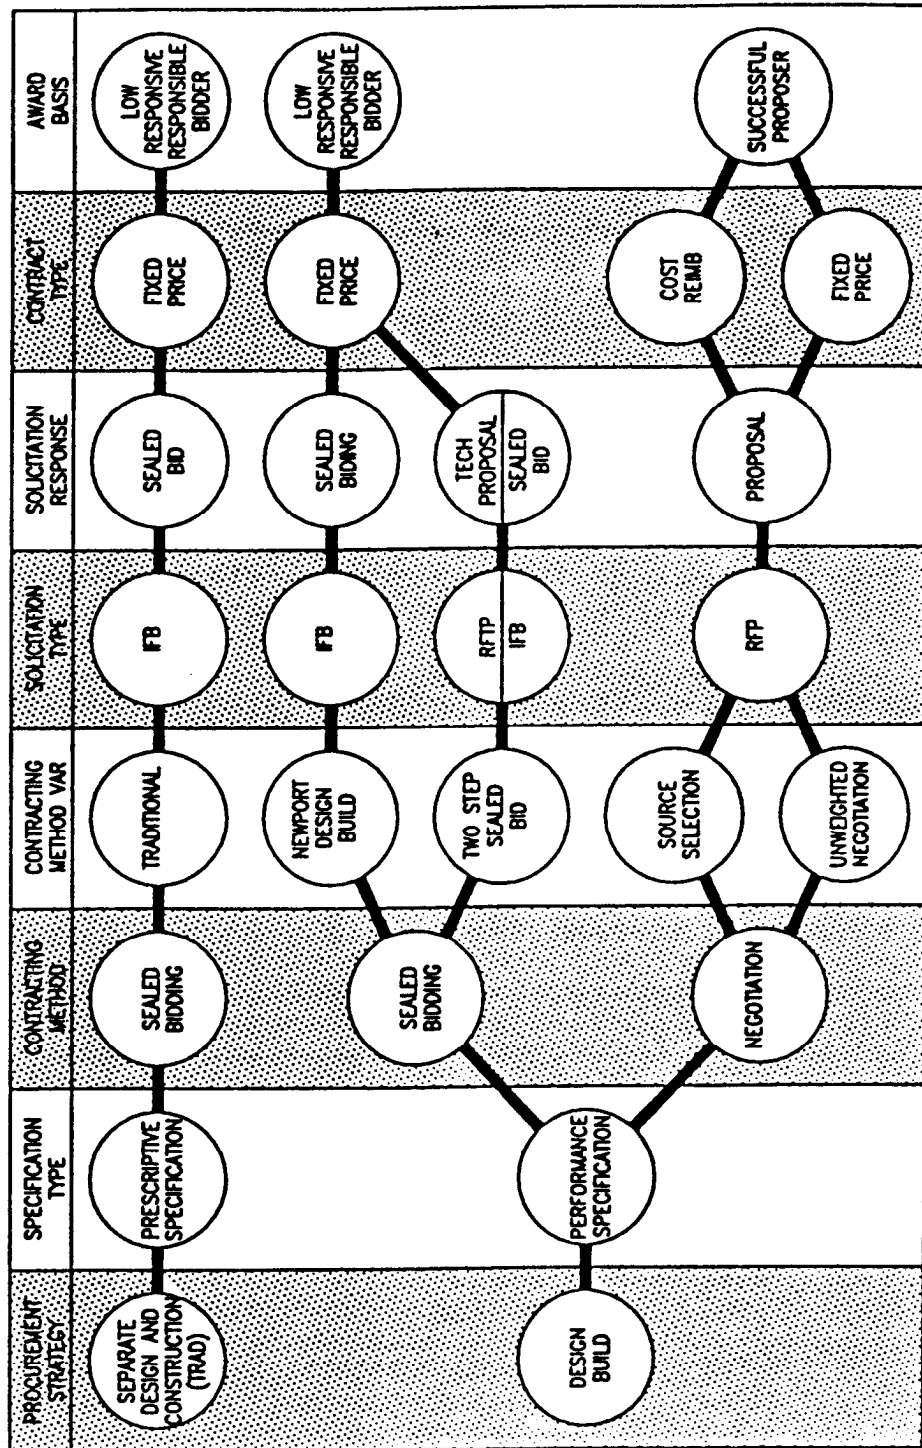 PROCUREMENT
STRATEGY
SPECIFICATION
TYPE
CONTRACTING
METHOD
CONTRACTING
METHOD VAR
SOLICITATION
TYPE
SOLICITATION
RESPONSE
CONTRACT
TYPE
AWARD
BASIS
SEPARATE
DESIGN AND
CONSTRUCTION
(TRAD)
PRESCRIPTIVE
SPECIFICATION
SEALED
BIDDING
TRADITIONAL
IFB
SEALED
BID
FIXED
PRICE
LOW
RESPONSIVE
RESPONSIBLE
BIDDER
DESIGN
BUILD
PERFORMANCE
SPECIFICATION
SEALED
BIDDING
NEWPORT
DESIGN
BUILD
IFB
SEALED
BIDING
FIXED
PRICE
LOW
RESPONSIVE
RESPONSIBLE
BIDDER
TWO STEP
SEALED
BID
RFTP
IFB
TECH
PROPOSAL
SEALED
BID
NEGOTIATION
SOURCE
SELECTION
UNWEIGHTED
NEGOTIATION
RFP
PROPOSAL
COST
REIMB
FIXED
PRICE
SUCCESSFUL
PROPOSER